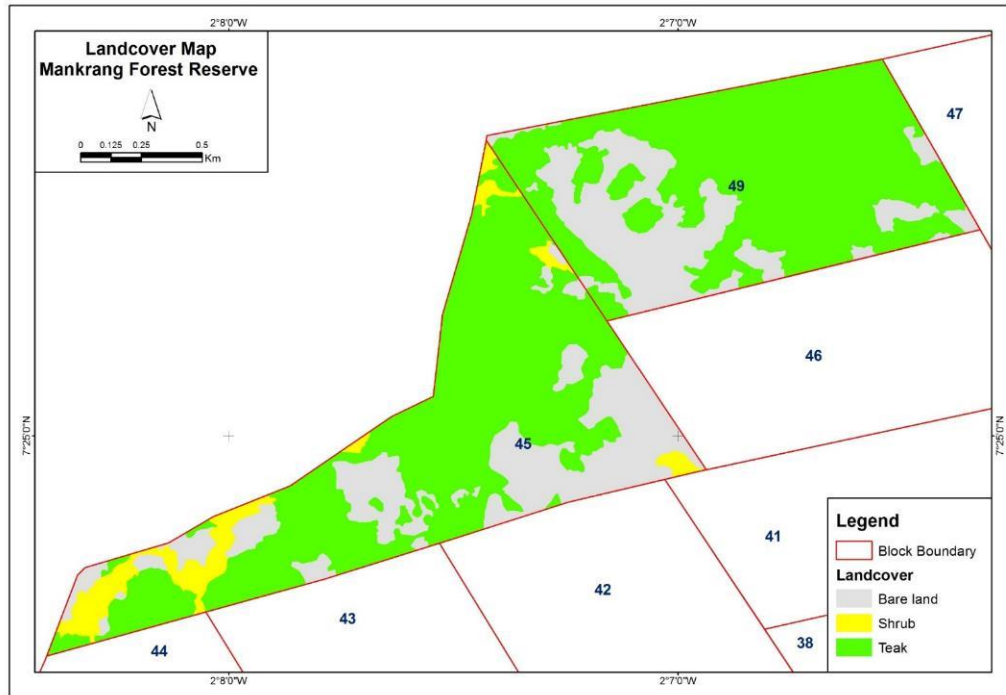 2°8'0"W
2°7'0"W
Landcover Map
Mankrang Forest Reserve
N
0 0.125 0.25 0.5
Km
47
49
46
7°25'0"N
7°25'0"N
45
41
42
43
44
38
Legend
Block Boundary
Landcover
Bare land
Shrub
Teak
2°8'0"W
2°7'0"W